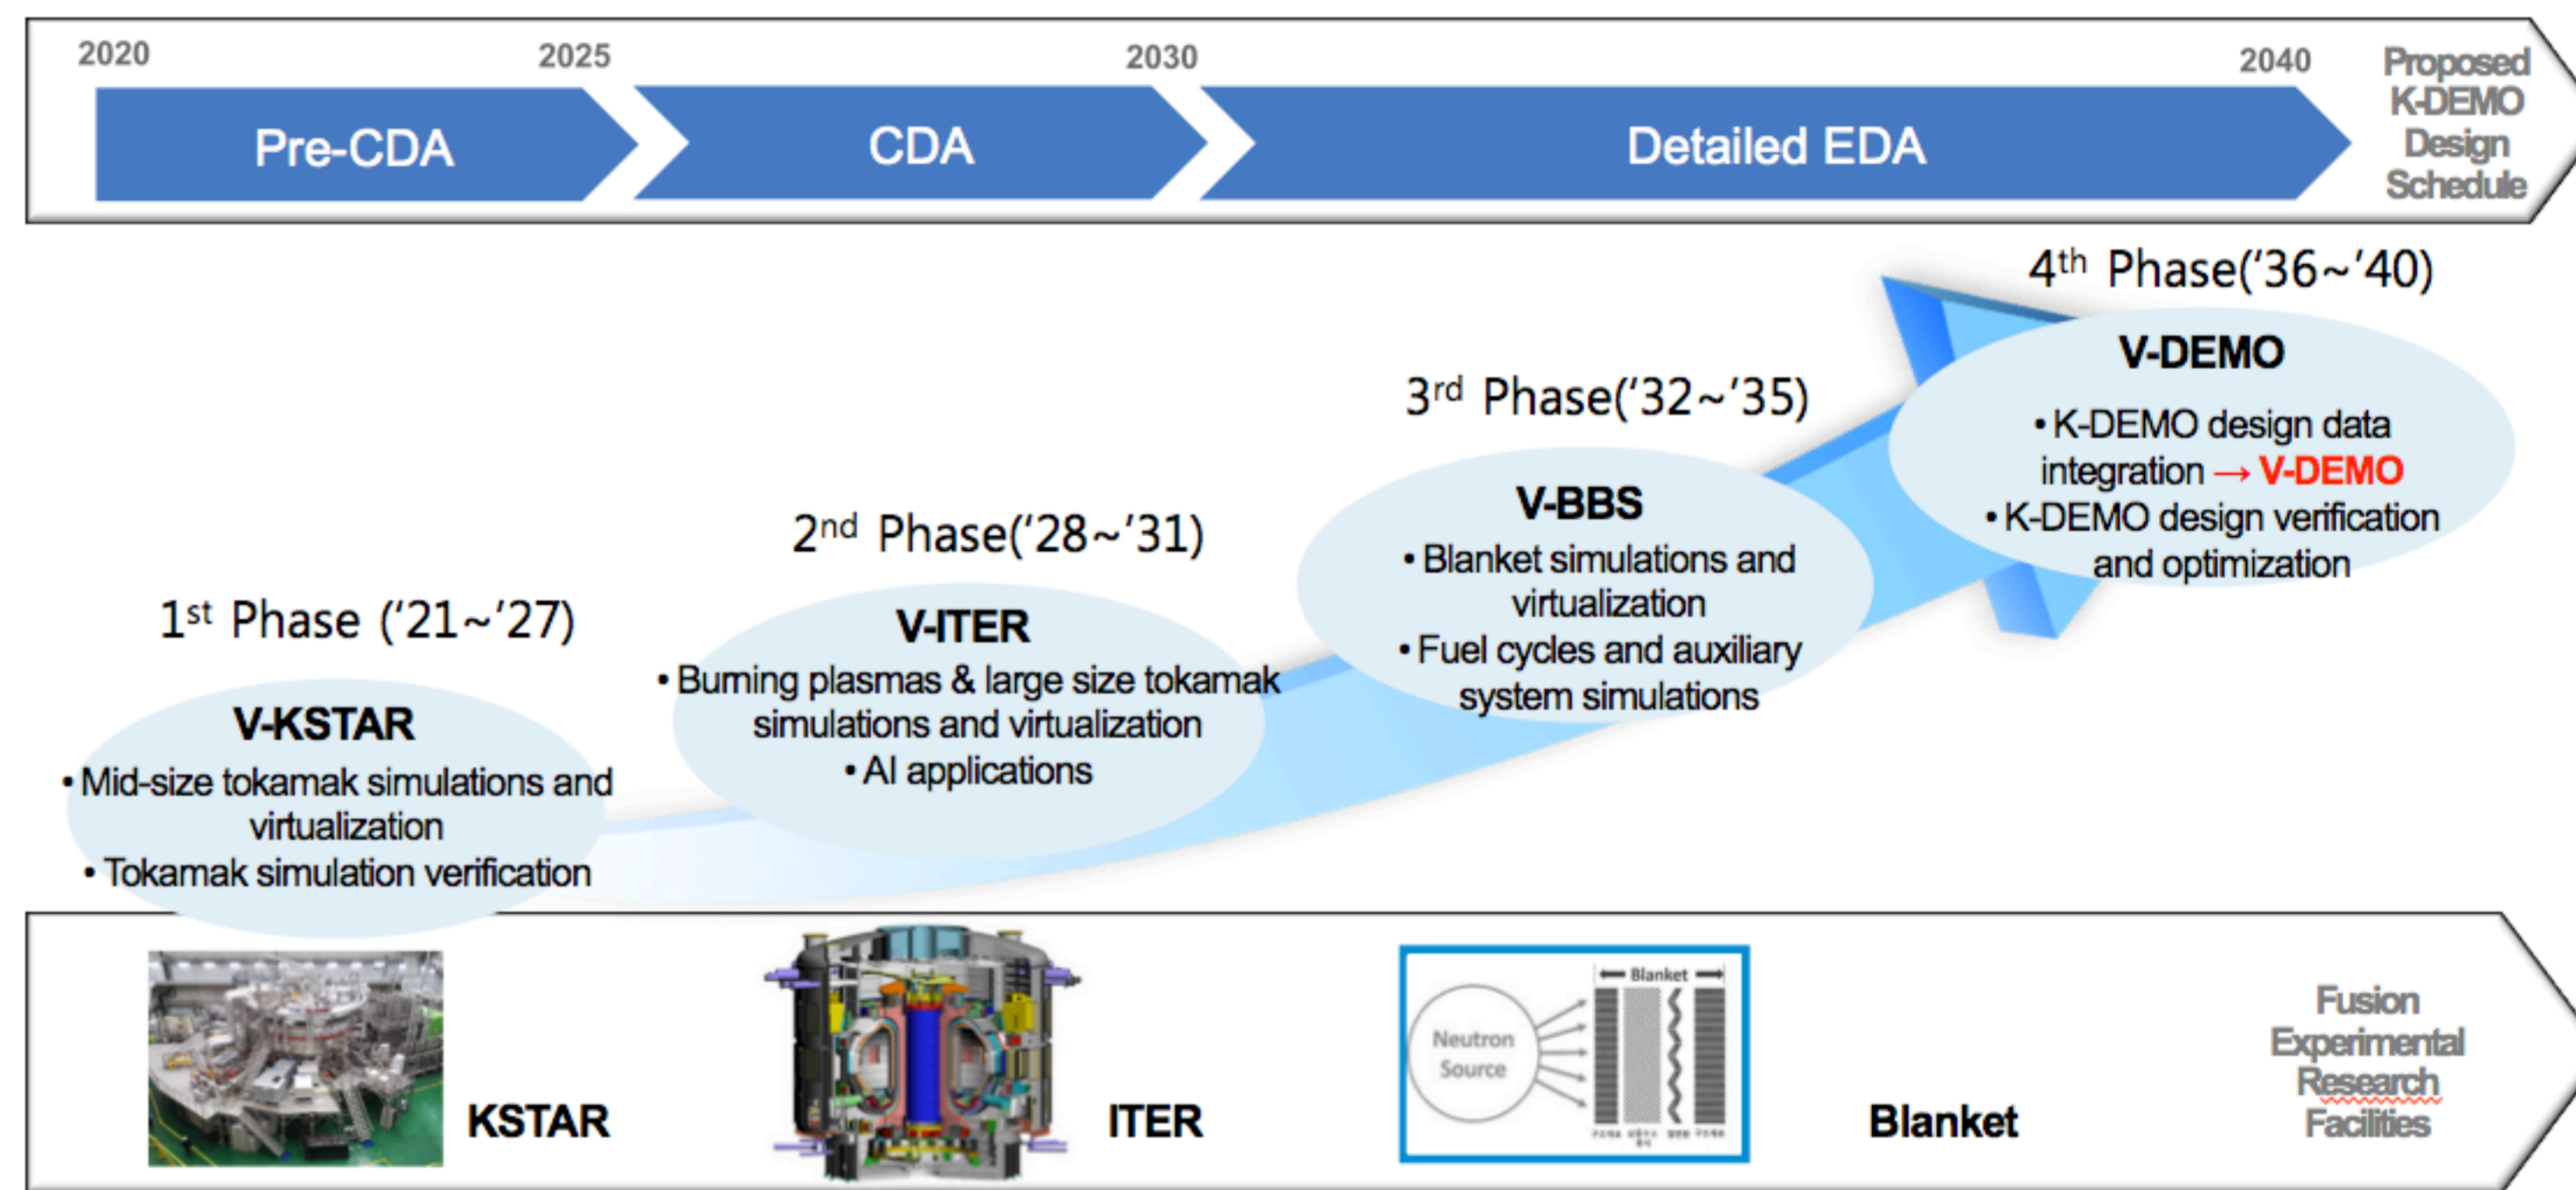 2020
2025
2030
2040
Pre-CDA
CDA
Detailed EDA
Proposed
K-DEMO
Design
Schedule
4th Phase('36~'40)
V-DEMO
• K-DEMO design data
integration → V-DEMO
• K-DEMO design verification
and optimization
3rd Phase('32~'35)
V-BBS
• Blanket simulations and
virtualization
• Fuel cycles and auxiliary
system simulations
2nd Phase('28~'31)
V-ITER
• Burning plasmas & large size tokamak
simulations and virtualization
• AI applications
1st Phase ('21~'27)
V-KSTAR
• Mid-size tokamak simulations and
virtualization
• Tokamak simulation verification
KSTAR
ITER
Blanket
Neutron
Source
Blanket
Fusion
Experimental
Research
Facilities